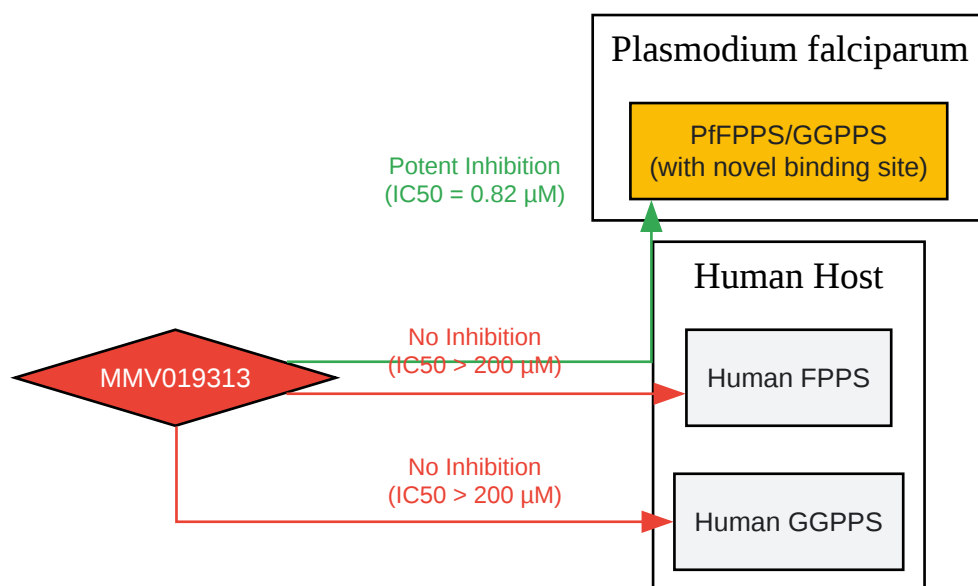 Plasmodium falciparum
PfFPPS/GGPPS
(with novel binding site)
Potent Inhibition
(IC50 = 0.82 µM)
Human Host
No Inhibition
(IC50 > 200 µM)
MMV019313
Human FPPS
No Inhibition
(IC50 > 200 µM)
Human GGPPS